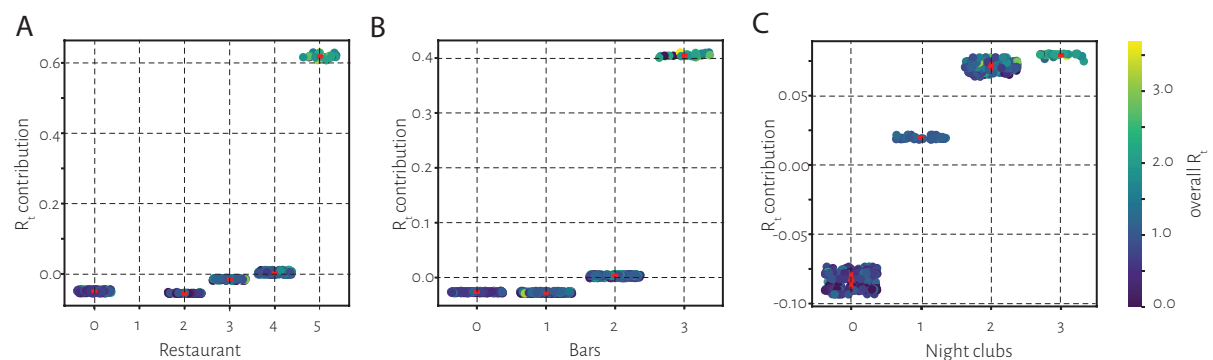 A
B
C
R_t contribution
0.6
0.4
0.2
0.0
0 1 2 3 4 5
Restaurant
R_t contribution
0.4
0.3
0.2
0.1
0.0
0 1 2 3
Bars
R_t contribution
0.05
0.00
-0.05
-0.10
0 1 2 3
Night clubs
3.0
2.0
1.0
0.0
overall R_t